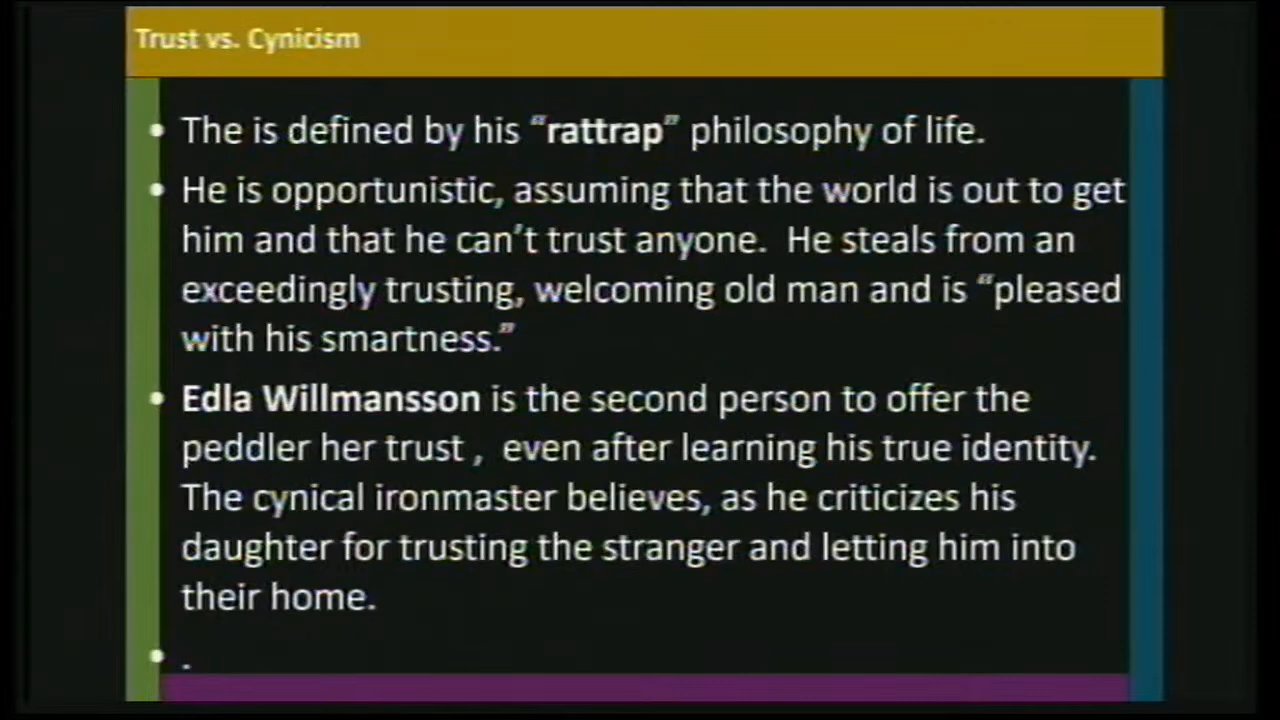 Trust vs. Cynicism
• The is defined by his “rattrap” philosophy of life.
• He is opportunistic, assuming that the world is out to get
him and that he can’t trust anyone.  He steals from an
exceedingly trusting, welcoming old man and is “pleased
with his smartness.”
• Edla Willmansson is the second person to offer the
peddler her trust ,  even after learning his true identity.
The cynical ironmaster believes, as he criticizes his
daughter for trusting the stranger and letting him into
their home.
• .